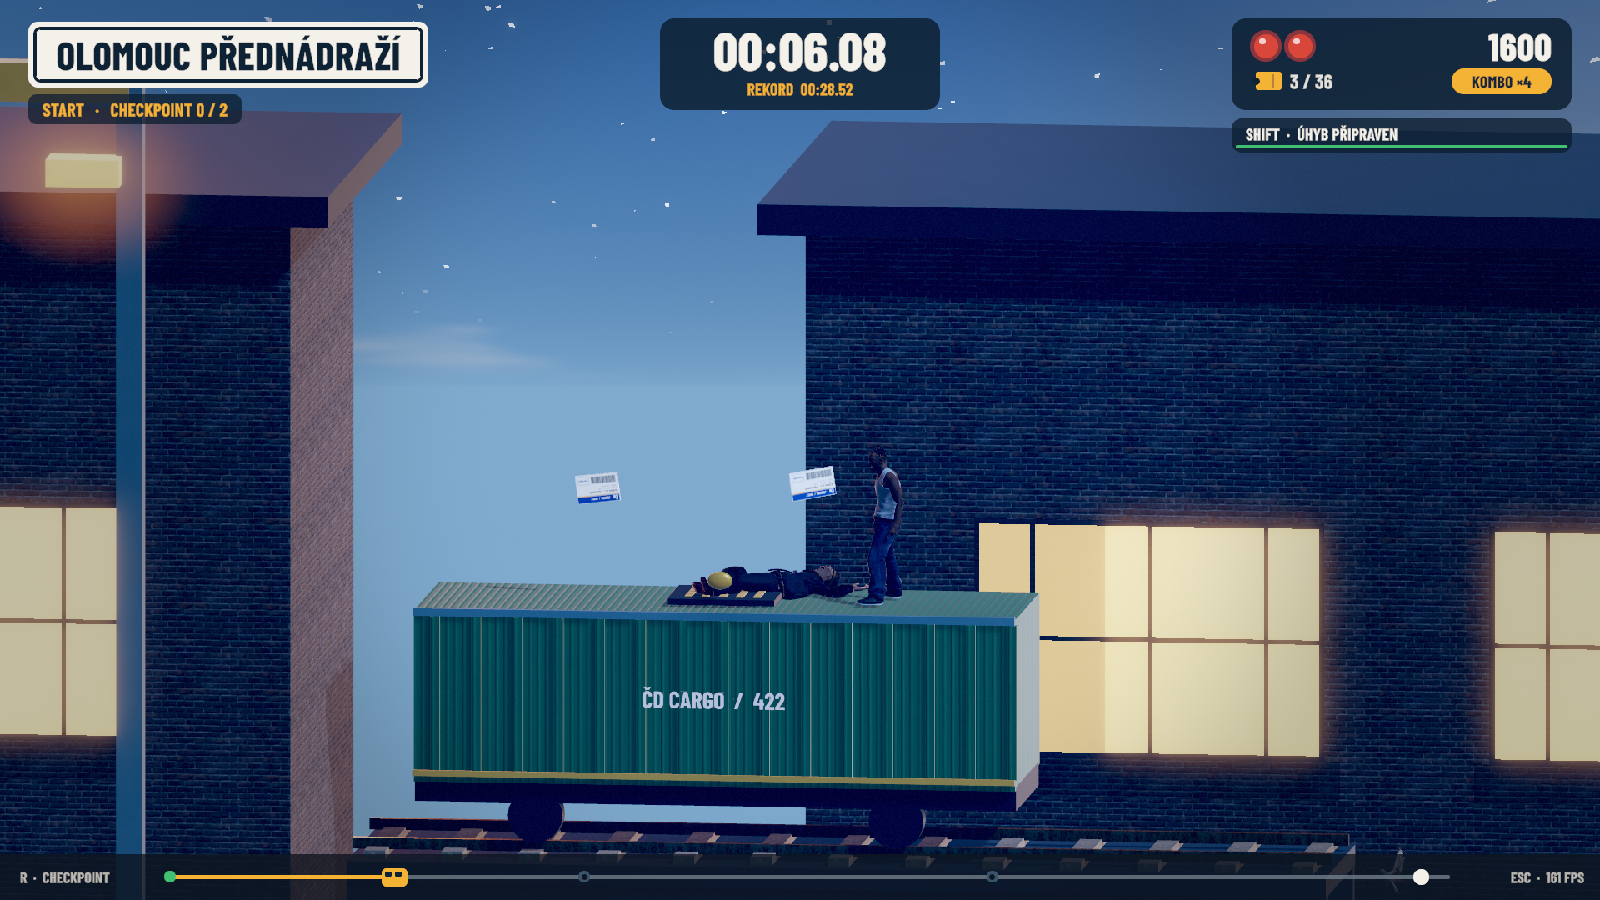 OLOMOUC PŘEDNÁDRAŽÍ
START · CHECKPOINT 0 / 2
00:06.08
REKORD 00:28.52
1600
3 / 36
KOMBO ×4
SHIFT · ÚHYB PŘIPRAVEN
ČD CARGO / 422
R · CHECKPOINT
ESC · 161 FPS